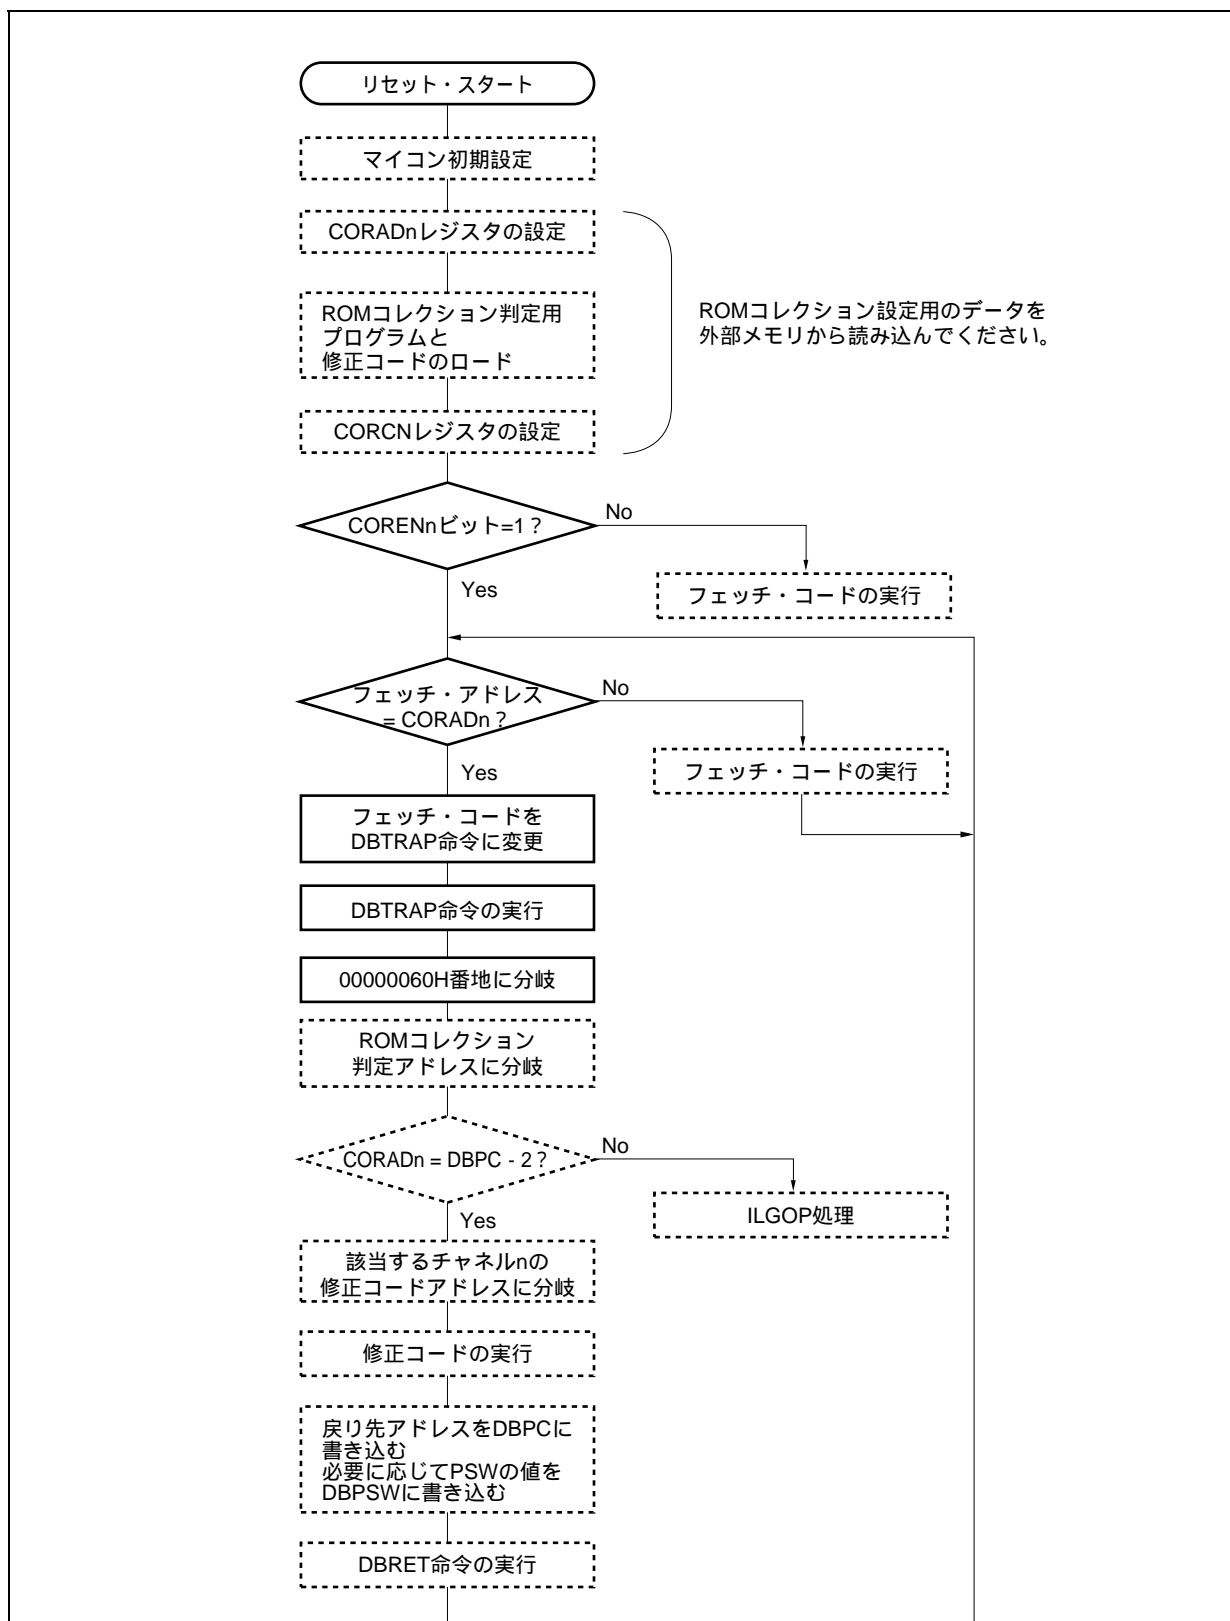 リセット・スタート
マイコン初期設定
CORADnレジスタの設定
ROMコレクション判定用
プログラムと
修正コードのロード
ROMコレクション設定用のデータを
外部メモリから読み込んでください。
CORCNレジスタの設定
CORENnビット=1？
No
Yes
フェッチ・コードの実行
フェッチ・アドレス
= CORADn？
No
Yes
フェッチ・コードの実行
フェッチ・コードを
DBTRAP命令に変更
DBTRAP命令の実行
00000060H番地に分岐
ROMコレクション
判定アドレスに分岐
CORADn = DBPC - 2？
No
Yes
ILGOP処理
該当するチャネルnの
修正コードアドレスに分岐
修正コードの実行
戻り先アドレスをDBPCに
書き込む
必要に応じてPSWの値を
DBPSWに書き込む
DBRET命令の実行